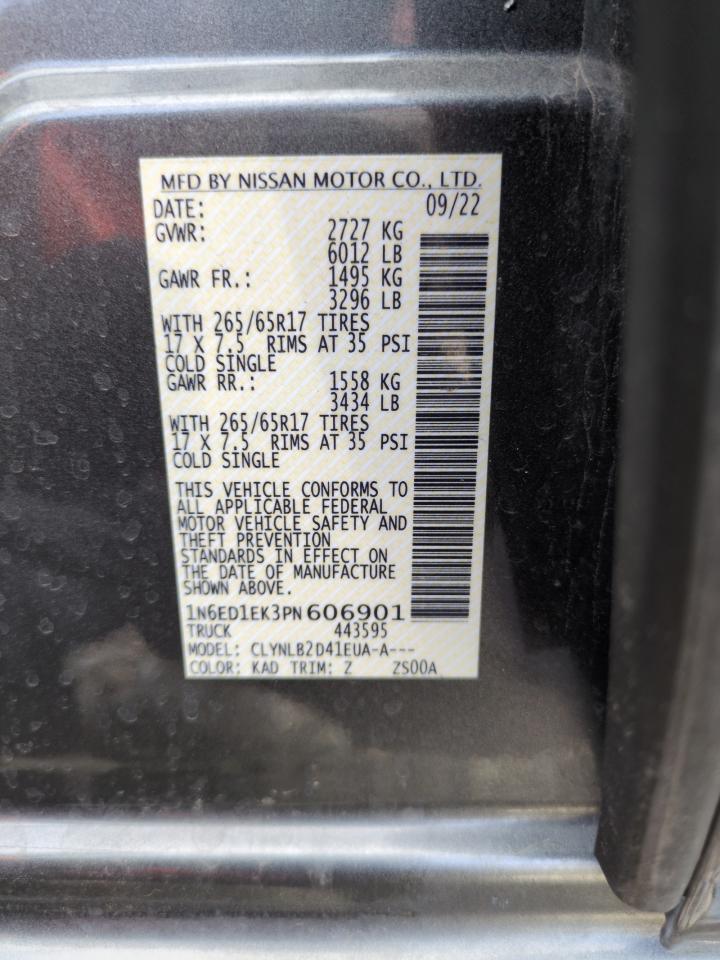 MFD BY NISSAN MOTOR CO., LTD.
DATE: 09/22
GVWR: 2727 KG
6012 LB
GAWR FR.: 1495 KG
3296 LB
WITH 265/65R17 TIRES
17 X 7.5 RIMS AT 35 PSI
COLD SINGLE
GAWR RR.: 1558 KG
3434 LB
WITH 265/65R17 TIRES
17 X 7.5 RIMS AT 35 PSI
COLD SINGLE
THIS VEHICLE CONFORMS TO
ALL APPLICABLE FEDERAL
MOTOR VEHICLE SAFETY AND
THEFT PREVENTION
STANDARDS IN EFFECT ON
THE DATE OF MANUFACTURE
SHOWN ABOVE.
1N6ED1EK3PN606901
TRUCK 443595
MODEL: CLYNLB2D41EUA-A---
COLOR: KAD TRIM: Z ZS00A